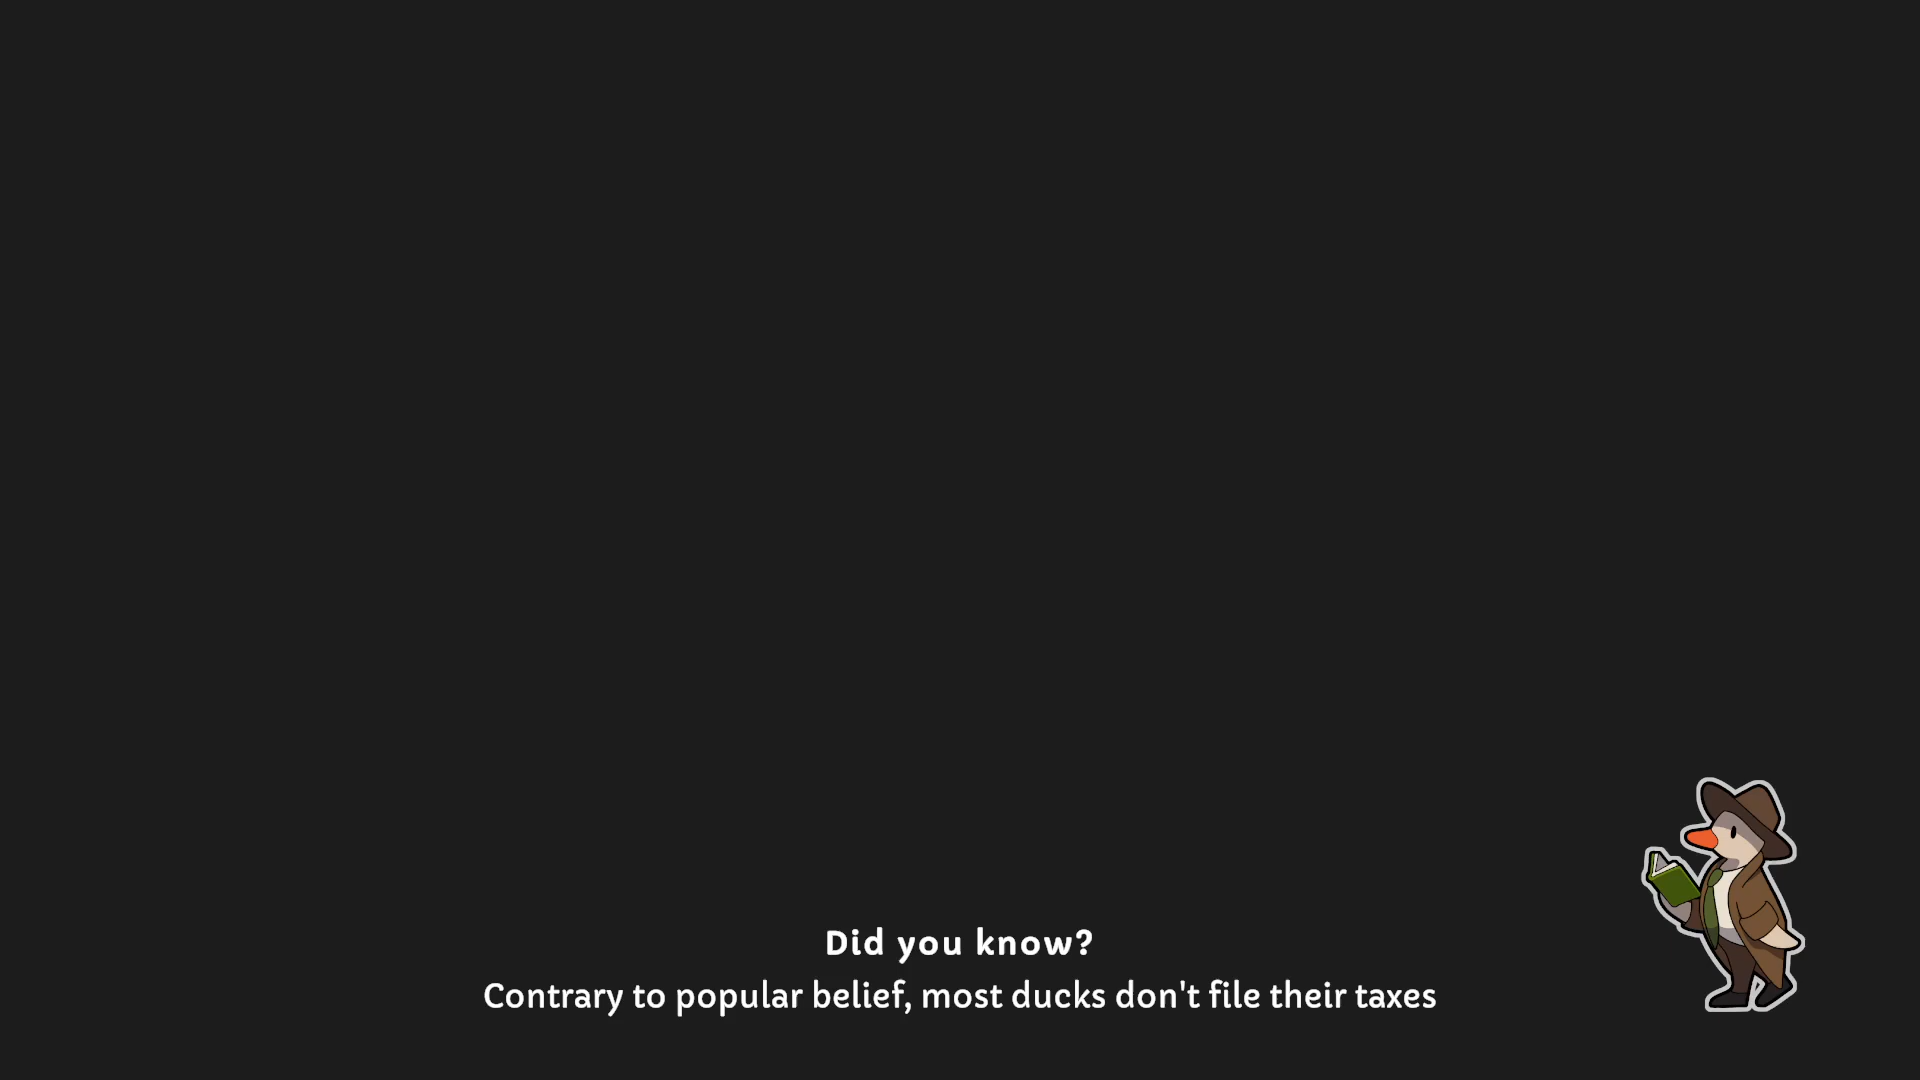 Did you know?
Contrary to popular belief, most ducks don't file their taxes